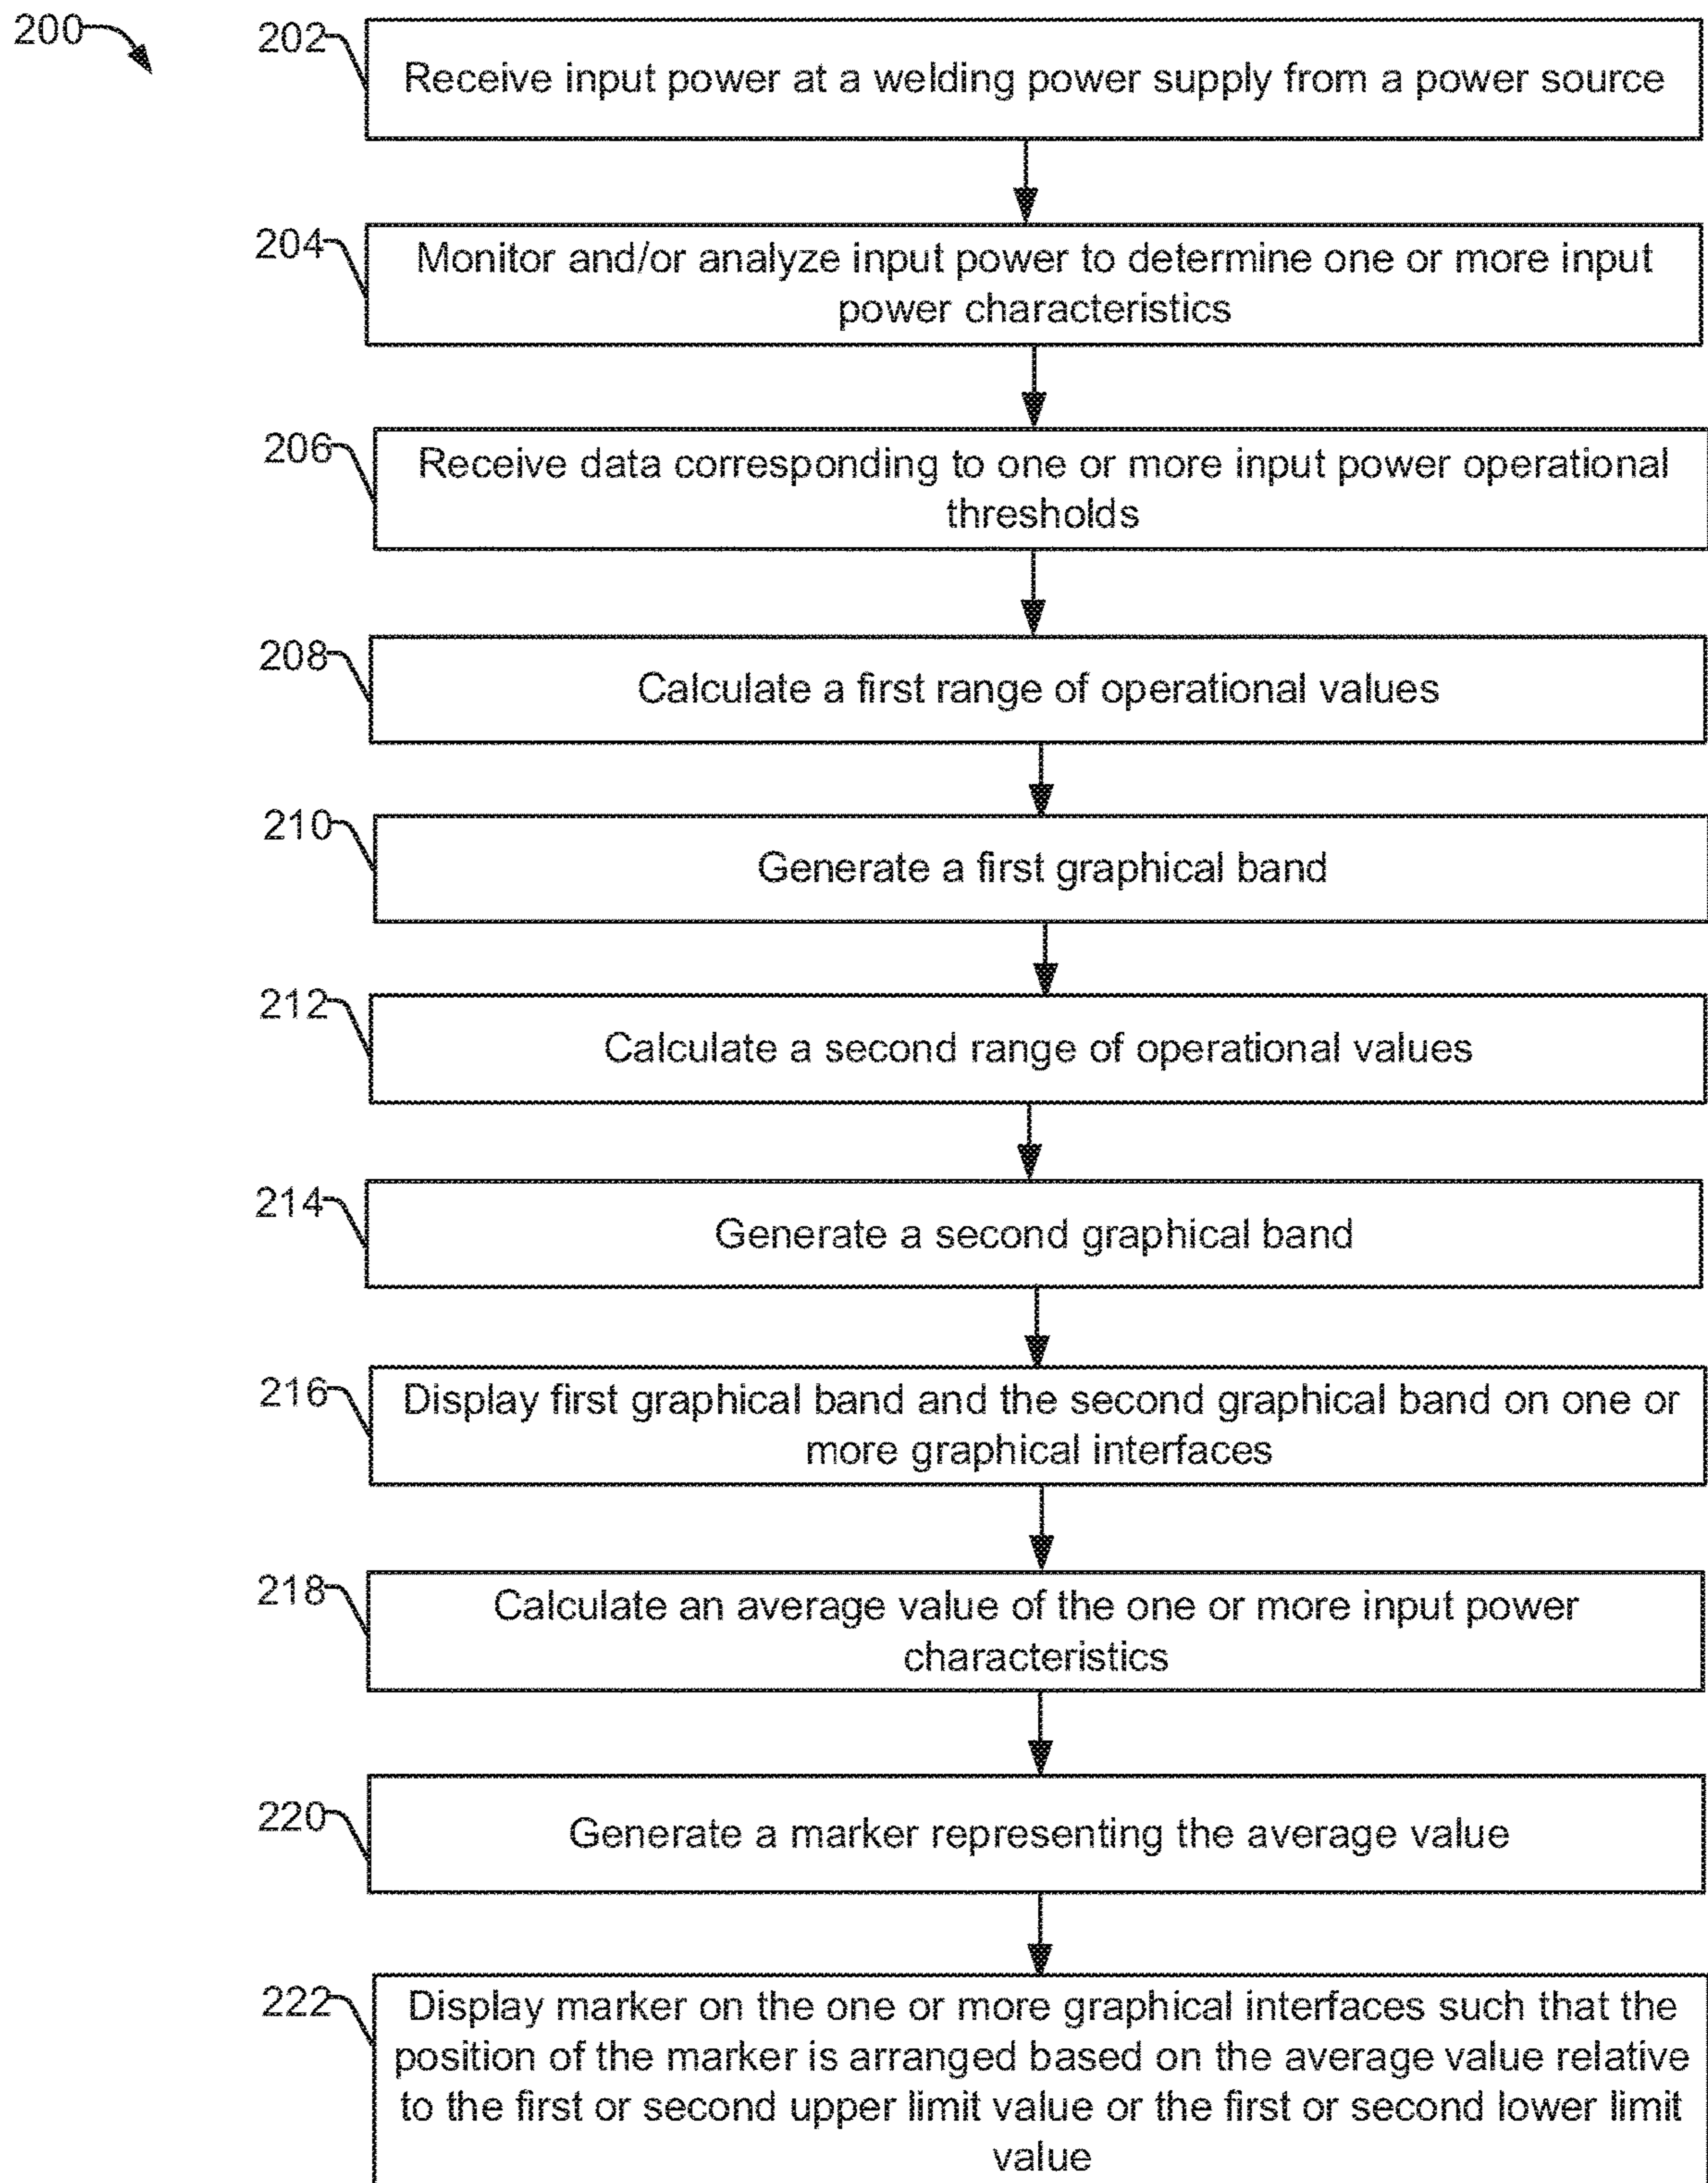 200
202
Receive input power at a welding power supply from a power source
204
Monitor and/or analyze input power to determine one or more input
power characteristics
206
Receive data corresponding to one or more input power operational
thresholds
208
Calculate a first range of operational values
210
Generate a first graphical band
212
Calculate a second range of operational values
214
Generate a second graphical band
216
Display first graphical band and the second graphical band on one or
more graphical interfaces
218
Calculate an average value of the one or more input power
characteristics
220
Generate a marker representing the average value
222
Display marker on the one or more graphical interfaces such that the
position of the marker is arranged based on the average value relative
to the first or second upper limit value or the first or second lower limit
value